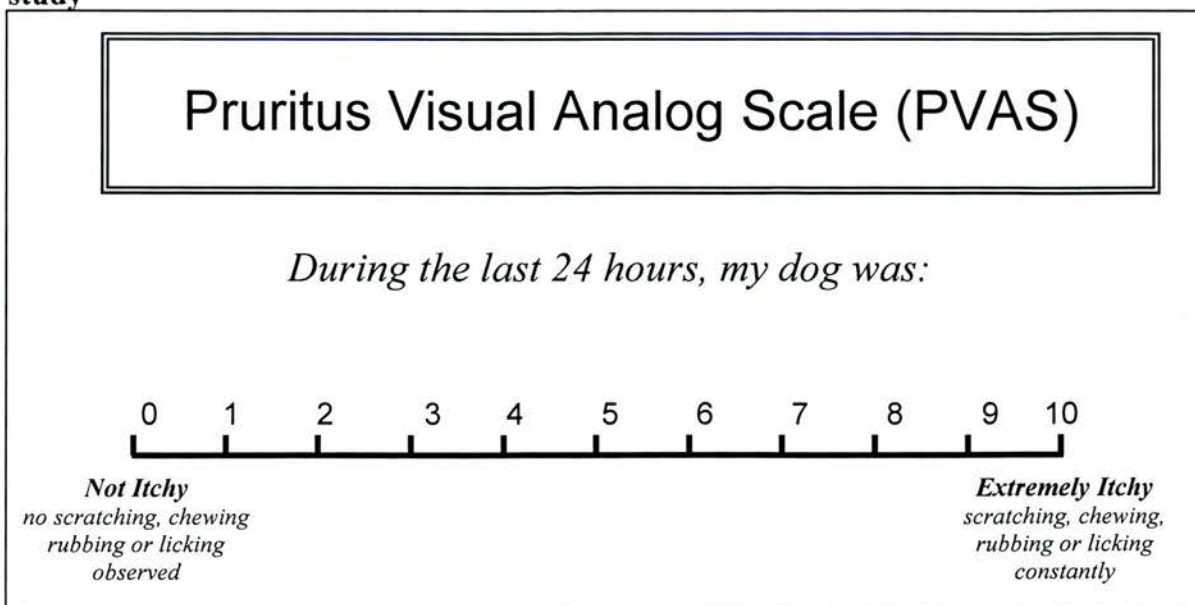 study
Pruritus Visual Analog Scale (PVAS)
During the last 24 hours, my dog was:
0 1 2 3 4 5 6 7 8 9 10
Not Itchy
no scratching, chewing
rubbing or licking
observed
Extremely Itchy
scratching, chewing,
rubbing or licking
constantly